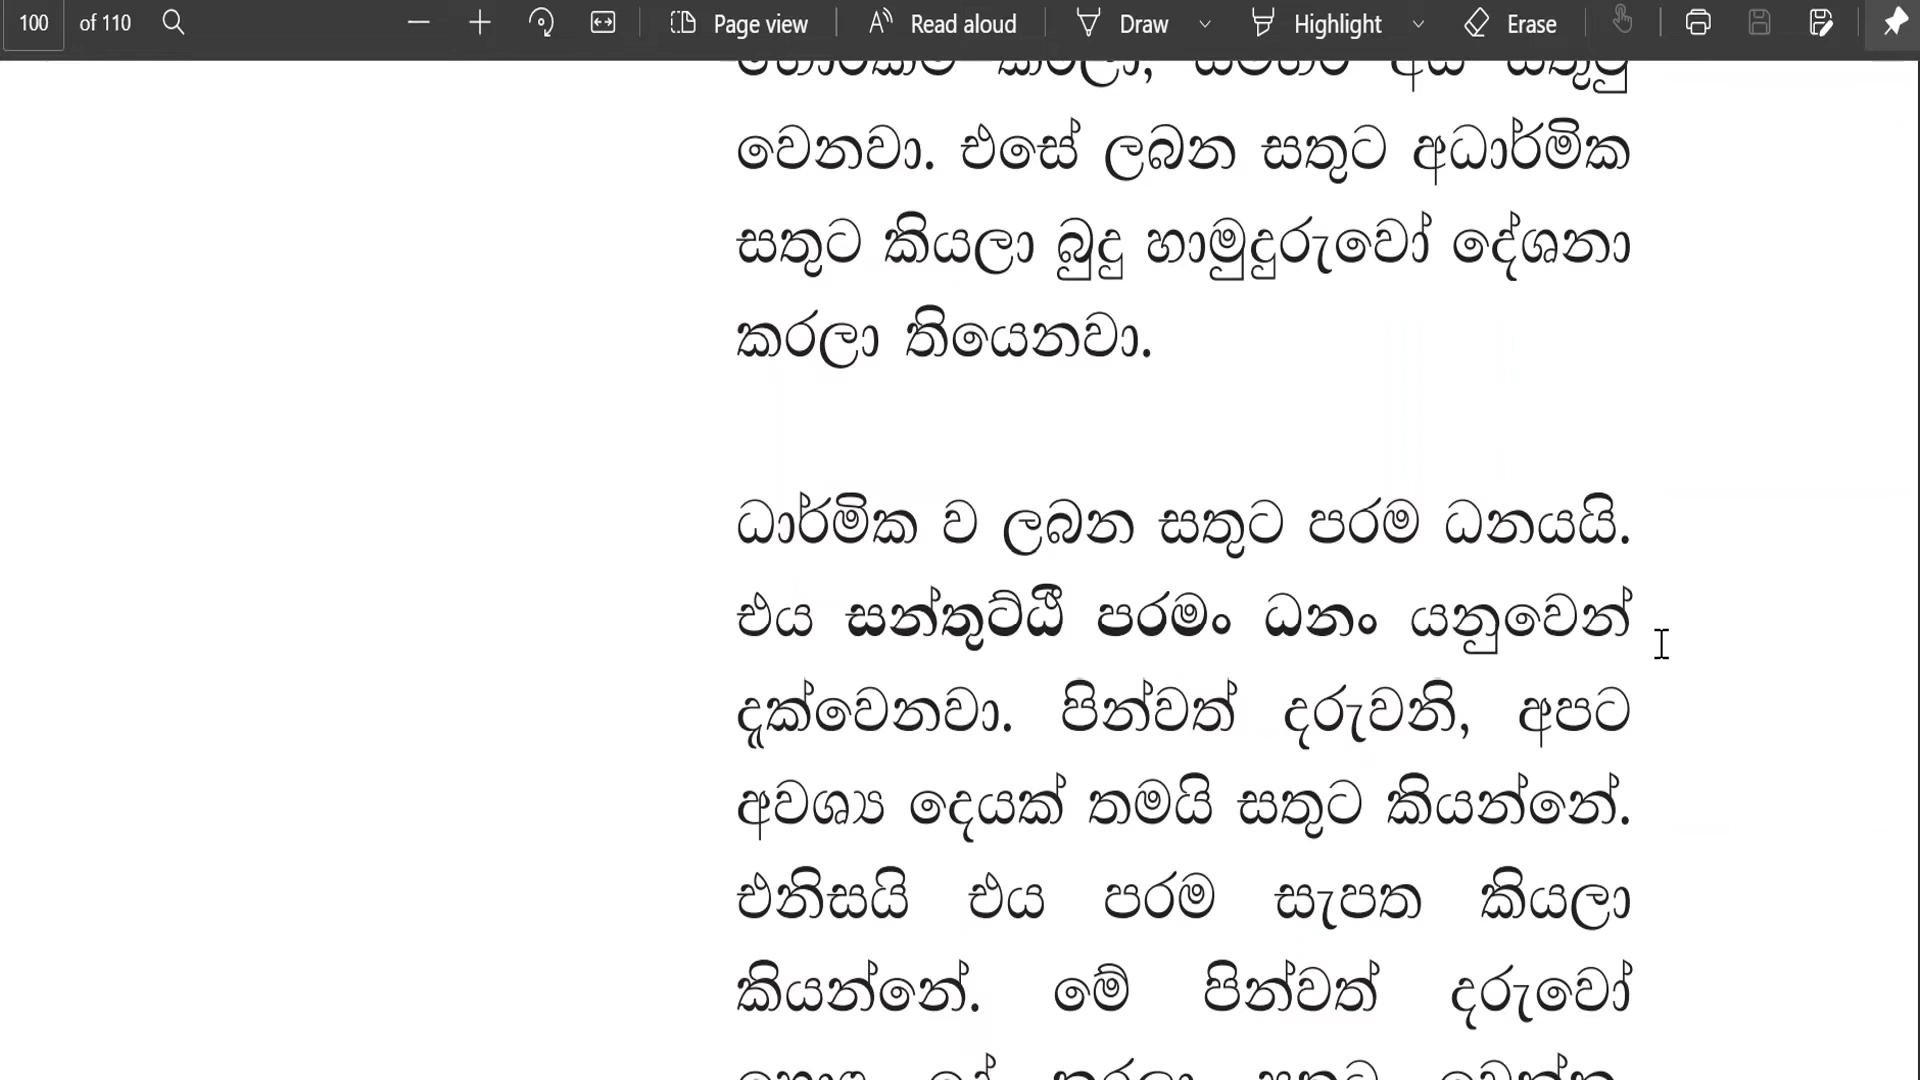 100 of 110 Page view Read aloud Draw Highlight Erase
වෙනවා. එසේ ලබන සතුට අධාර්මික
සතුට කියලා බුදු හාමුදුරුවෝ දේශනා
කරලා තියෙනවා.
ධාර්මික ව ලබන සතුට පරම ධනයයි.
එය සන්තුට්ඨී පරමං ධනං යනුවෙන්
දැක්වෙනවා. පින්වත් දරුවනි, අපට
අවශ්‍ය දෙයක් තමයි සතුට කියන්නේ.
එනිසයි එය පරම සැපත කියලා
කියන්නේ. මේ පින්වත් දරුවෝ